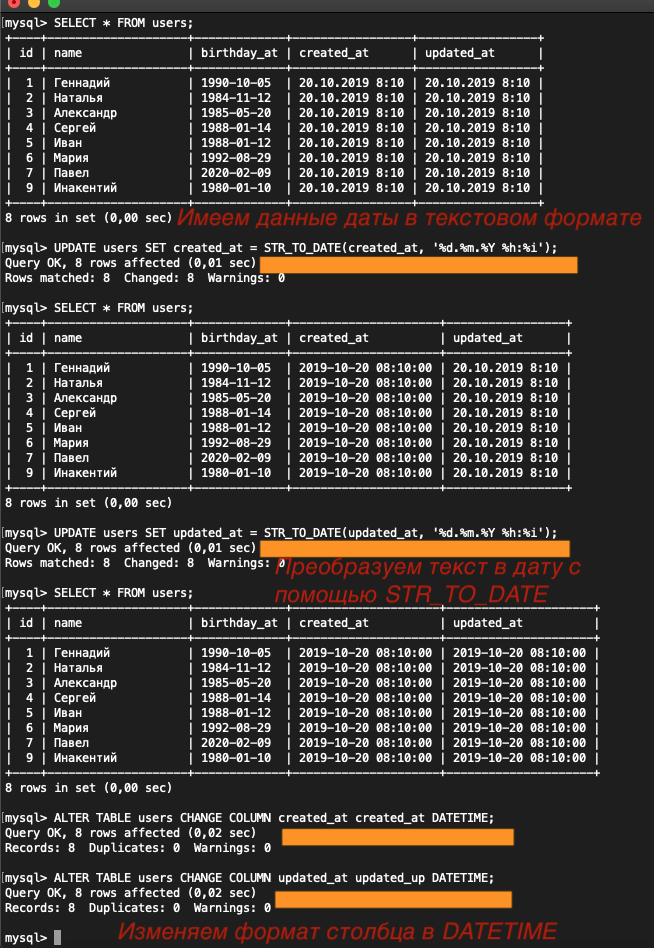 [mysql> SELECT * FROM users;
+----+---------------------+-------------+-----------------+-----------------+
| id | name | birthday_at | created_at | updated_at |
+----+---------------------+-------------+-----------------+-----------------+
| 1 | Геннадий | 1990-10-05 | 20.10.2019 8:10 | 20.10.2019 8:10 |
| 2 | Наталья | 1984-11-12 | 20.10.2019 8:10 | 20.10.2019 8:10 |
| 3 | Александр | 1985-05-20 | 20.10.2019 8:10 | 20.10.2019 8:10 |
| 4 | Сергей | 1988-01-14 | 20.10.2019 8:10 | 20.10.2019 8:10 |
| 5 | Иван | 1988-01-12 | 20.10.2019 8:10 | 20.10.2019 8:10 |
| 6 | Мария | 1992-08-29 | 20.10.2019 8:10 | 20.10.2019 8:10 |
| 7 | Павел | 2020-02-09 | 20.10.2019 8:10 | 20.10.2019 8:10 |
| 9 | Инакентий | 1980-01-10 | 20.10.2019 8:10 | 20.10.2019 8:10 |
+----+---------------------+-------------+-----------------+-----------------+
8 rows in set (0,00 sec) Имеем данные даты в текстовом формате
[mysql> UPDATE users SET created_at = STR_TO_DATE(created_at, '%d.%m.%Y %h:%i');
Query OK, 8 rows affected (0,01 sec)
Rows matched: 8 Changed: 8 Warnings: 0
[mysql> SELECT * FROM users;
+----+---------------------+-------------+---------------------+-----------------+
| id | name | birthday_at | created_at | updated_at |
+----+---------------------+-------------+---------------------+-----------------+
| 1 | Геннадий | 1990-10-05 | 2019-10-20 08:10:00 | 20.10.2019 8:10 |
| 2 | Наталья | 1984-11-12 | 2019-10-20 08:10:00 | 20.10.2019 8:10 |
| 3 | Александр | 1985-05-20 | 2019-10-20 08:10:00 | 20.10.2019 8:10 |
| 4 | Сергей | 1988-01-14 | 2019-10-20 08:10:00 | 20.10.2019 8:10 |
| 5 | Иван | 1988-01-12 | 2019-10-20 08:10:00 | 20.10.2019 8:10 |
| 6 | Мария | 1992-08-29 | 2019-10-20 08:10:00 | 20.10.2019 8:10 |
| 7 | Павел | 2020-02-09 | 2019-10-20 08:10:00 | 20.10.2019 8:10 |
| 9 | Инакентий | 1980-01-10 | 2019-10-20 08:10:00 | 20.10.2019 8:10 |
+----+---------------------+-------------+---------------------+-----------------+
8 rows in set (0,00 sec)
[mysql> UPDATE users SET updated_at = STR_TO_DATE(updated_at, '%d.%m.%Y %h:%i');
Query OK, 8 rows affected (0,01 sec)
Rows matched: 8 Changed: 8 Warnings: 0
Преобразуем текст в дату с
помощью STR_TO_DATE
[mysql> SELECT * FROM users;
+----+---------------------+-------------+---------------------+---------------------+
| id | name | birthday_at | created_at | updated_at |
+----+---------------------+-------------+---------------------+---------------------+
| 1 | Геннадий | 1990-10-05 | 2019-10-20 08:10:00 | 2019-10-20 08:10:00 |
| 2 | Наталья | 1984-11-12 | 2019-10-20 08:10:00 | 2019-10-20 08:10:00 |
| 3 | Александр | 1985-05-20 | 2019-10-20 08:10:00 | 2019-10-20 08:10:00 |
| 4 | Сергей | 1988-01-14 | 2019-10-20 08:10:00 | 2019-10-20 08:10:00 |
| 5 | Иван | 1988-01-12 | 2019-10-20 08:10:00 | 2019-10-20 08:10:00 |
| 6 | Мария | 1992-08-29 | 2019-10-20 08:10:00 | 2019-10-20 08:10:00 |
| 7 | Павел | 2020-02-09 | 2019-10-20 08:10:00 | 2019-10-20 08:10:00 |
| 9 | Инакентий | 1980-01-10 | 2019-10-20 08:10:00 | 2019-10-20 08:10:00 |
+----+---------------------+-------------+---------------------+---------------------+
8 rows in set (0,00 sec)
[mysql> ALTER TABLE users CHANGE COLUMN created_at created_at DATETIME;
Query OK, 8 rows affected (0,02 sec)
Records: 8 Duplicates: 0 Warnings: 0
[mysql> ALTER TABLE users CHANGE COLUMN updated_at updated_up DATETIME;
Query OK, 8 rows affected (0,02 sec)
Records: 8 Duplicates: 0 Warnings: 0
mysql>
Изменяем формат столбца в DATETIME